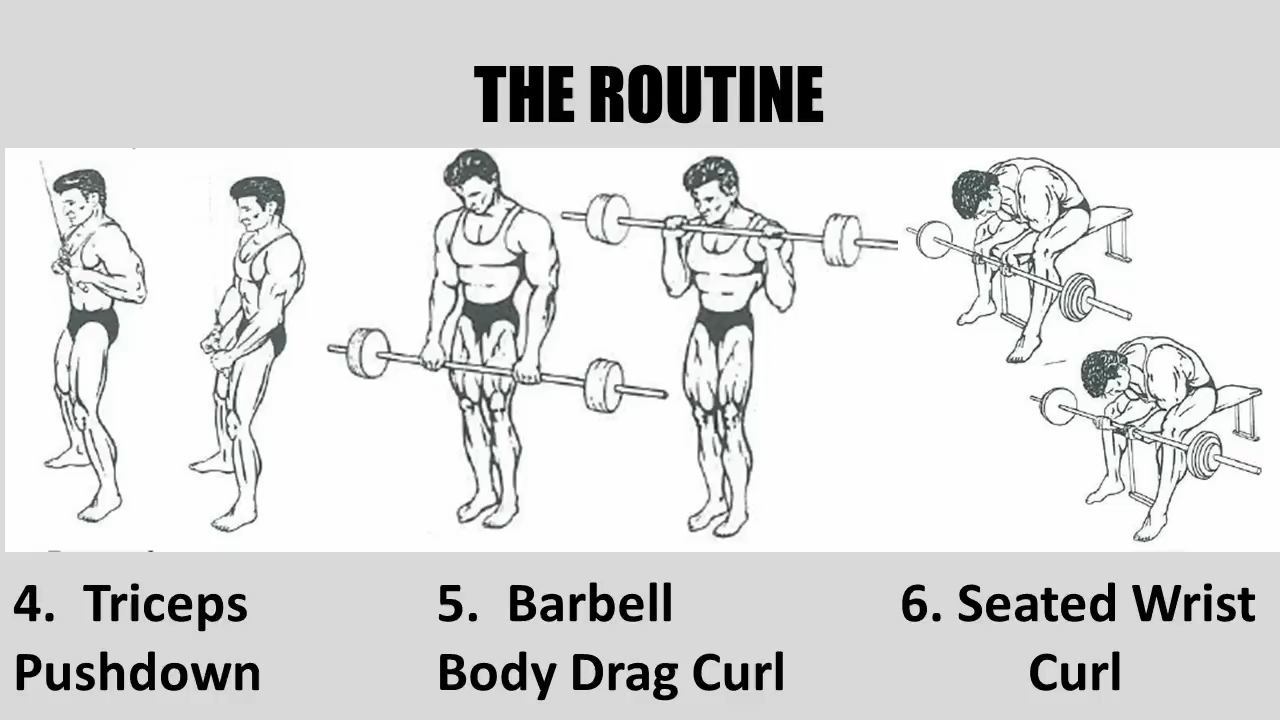 THE ROUTINE
4. Triceps
Pushdown
5. Barbell
Body Drag Curl
6. Seated Wrist
Curl